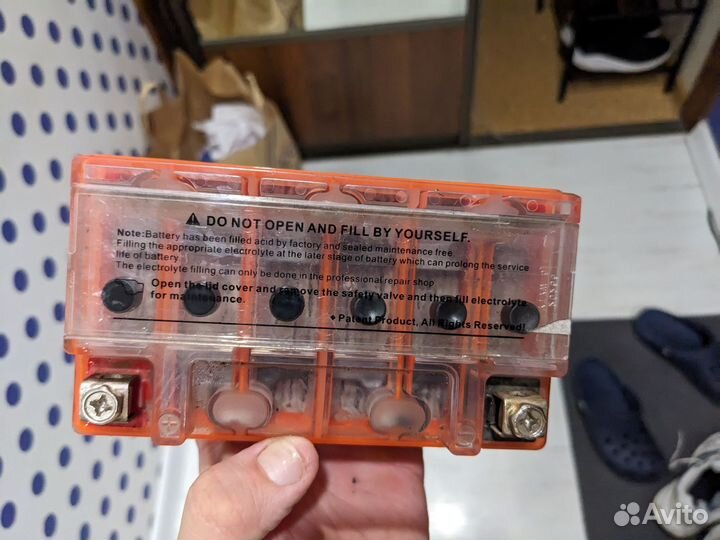 ⚠ DO NOT OPEN AND FILL BY YOURSELF.
Note:Battery has been filled acid by factory and sealed maintenance free.
Filling the appropriate electrolyte at the later stage of battery which can prolong the service
life of battery.
The electrolyte filling can only be done in the professional repair shop
Open the lid cover and remove the safety valve and then fill electrolyte
for maintenance.
◆ Patent Product, All Rights Reserved!
Avito